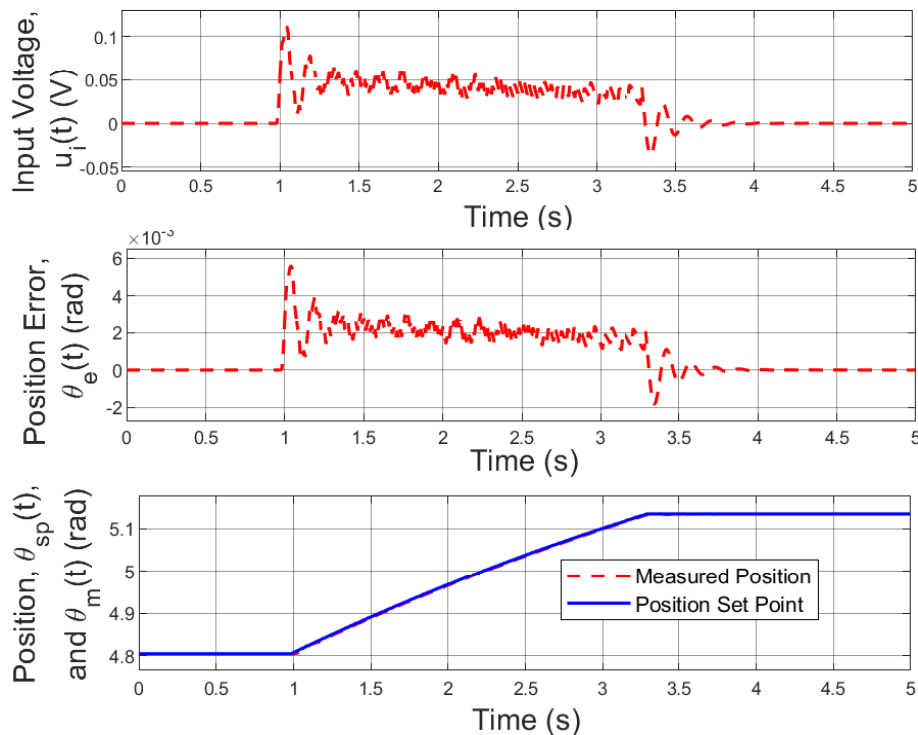 Input Voltage,
u_i(t) (V)
0.1
0.05
0
-0.05
0 0.5 1 1.5 2 2.5 3 3.5 4 4.5 5
Time (s)
Position Error,
θ_e(t) (rad)
6
4
2
0
-2
0 0.5 1 1.5 2 2.5 3 3.5 4 4.5 5
Time (s)
Position, θ_sp(t),
and θ_m(t) (rad)
5.1
5
4.9
4.8
Measured Position
Position Set Point
0 0.5 1 1.5 2 2.5 3 3.5 4 4.5 5
Time (s)